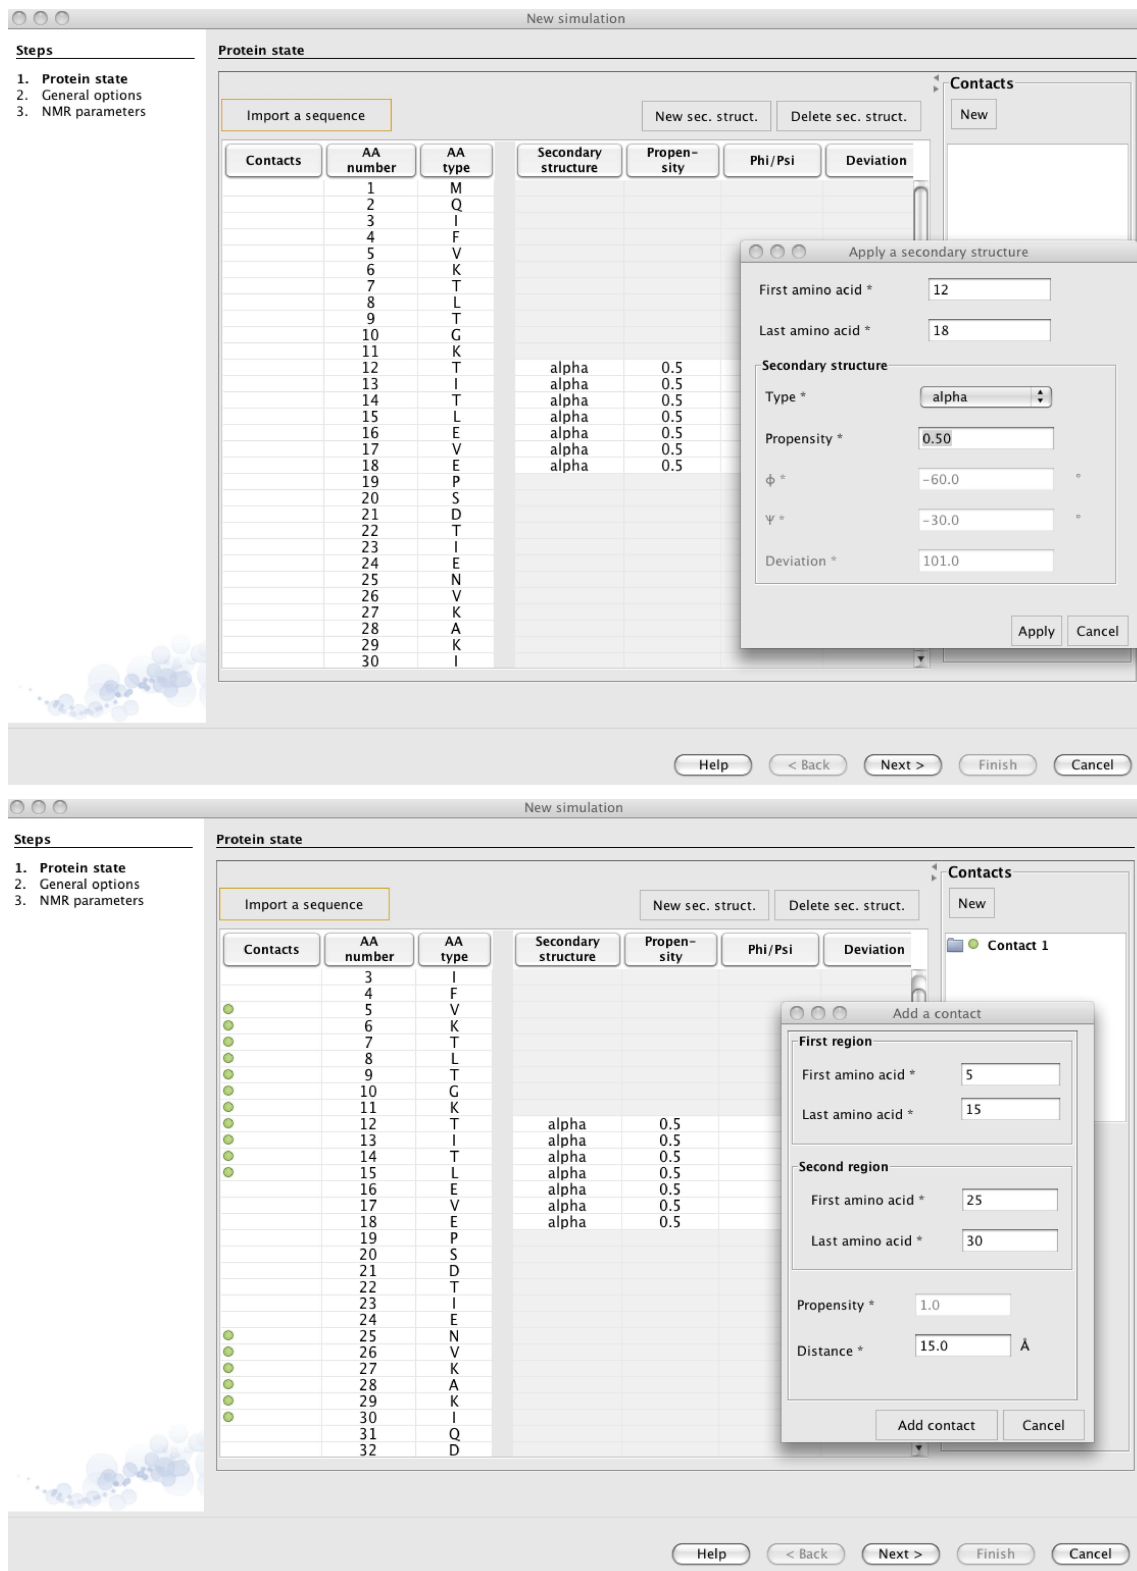 New simulation
Steps
1. Protein state
2. General options
3. NMR parameters
Protein state
Import a sequence
New sec. struct.
Delete sec. struct.
Contacts
New
Contacts AA number AA type Secondary structure Propen-sity Phi/Psi Deviation
1 M
2 Q
3 I
4 F
5 V
6 K
7 T
8 L
9 T
10 G
11 K
12 T alpha 0.5
13 I alpha 0.5
14 T alpha 0.5
15 L alpha 0.5
16 E alpha 0.5
17 V alpha 0.5
18 E alpha 0.5
19 P
20 S
21 D
22 T
23 I
24 E
25 N
26 V
27 K
28 A
29 K
30 I
Apply a secondary structure
First amino acid * 12
Last amino acid * 18
Secondary structure
Type * alpha
Propensity * 0.50
ϕ * -60.0 °
Ψ * -30.0 °
Deviation * 101.0
Apply Cancel
Help < Back Next > Finish Cancel
New simulation
Steps
1. Protein state
2. General options
3. NMR parameters
Protein state
Import a sequence
New sec. struct.
Delete sec. struct.
Contacts
New
Contact 1
Contacts AA number AA type Secondary structure Propen-sity Phi/Psi Deviation
3 I
4 F
5 V
6 K
7 T
8 L
9 T
10 G
11 K
12 T alpha 0.5
13 I alpha 0.5
14 T alpha 0.5
15 L alpha 0.5
16 E alpha 0.5
17 V alpha 0.5
18 E alpha 0.5
19 P
20 S
21 D
22 T
23 I
24 E
25 N
26 V
27 K
28 A
29 K
30 I
31 Q
32 D
Add a contact
First region
First amino acid * 5
Last amino acid * 15
Second region
First amino acid * 25
Last amino acid * 30
Propensity * 1.0
Distance * 15.0 Å
Add contact Cancel
Help < Back Next > Finish Cancel